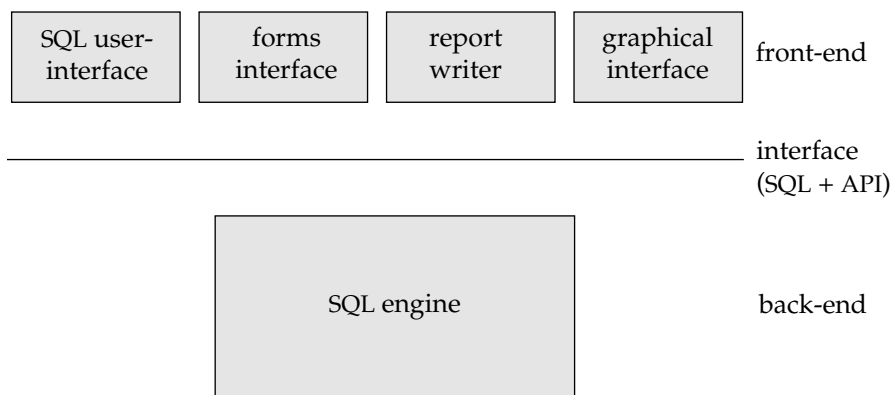 SQL user-
interface
forms
interface
report
writer
graphical
interface
front-end
interface
(SQL + API)
SQL engine
back-end